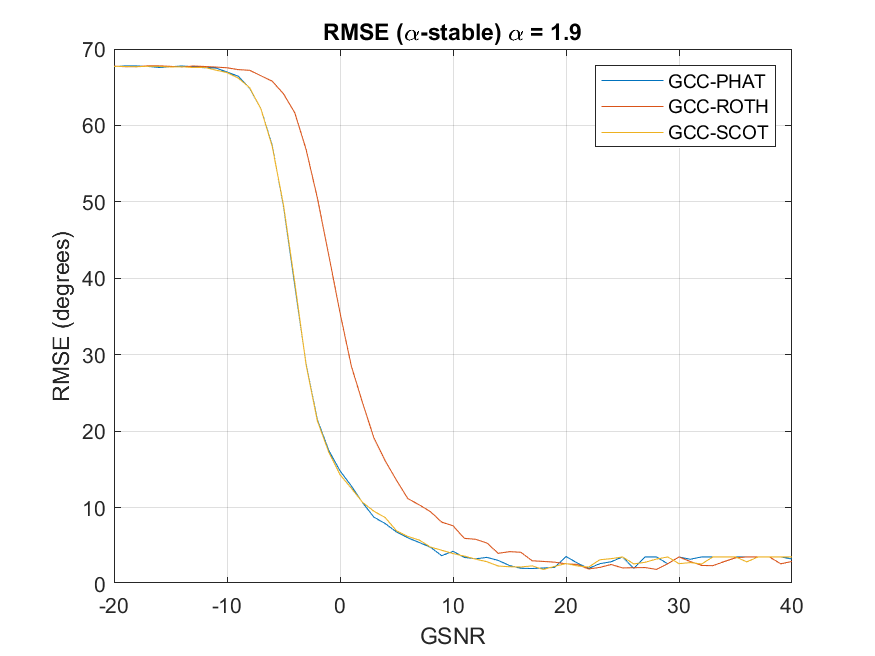 RMSE (α-stable) α = 1.9
70
60
50
40
30
20
10
0
RMSE (degrees)
GCC-PHAT
GCC-ROTH
GCC-SCOT
-20
-10
0
10
20
30
40
GSNR